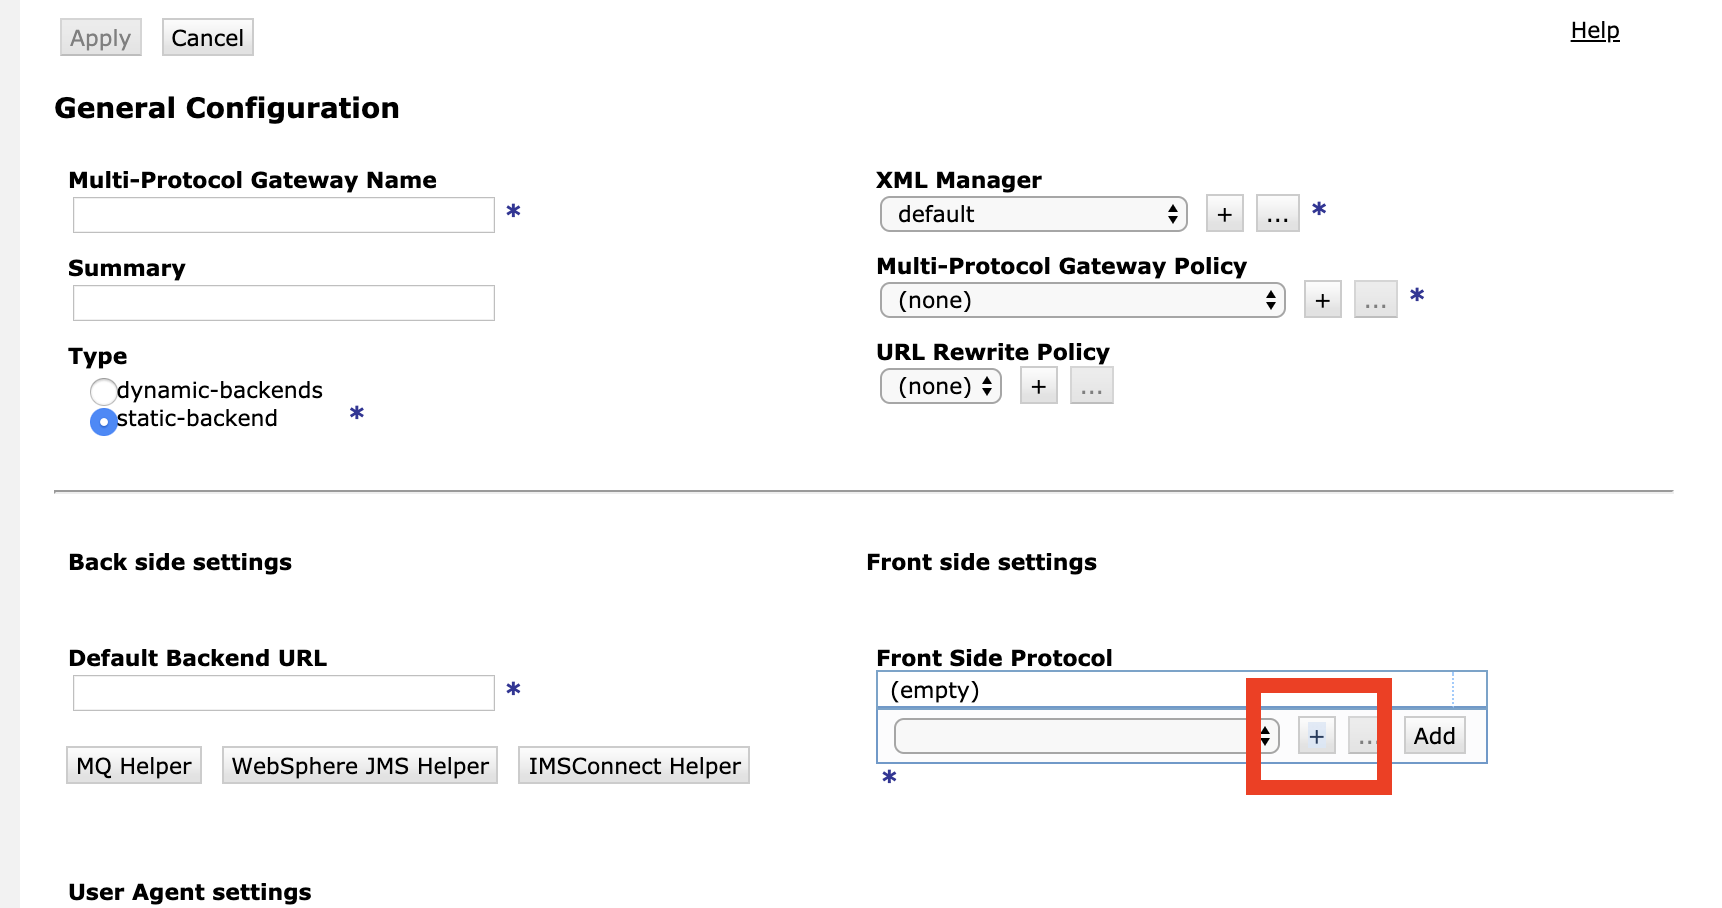 Apply Cancel Help
General Configuration
Multi-Protocol Gateway Name
*
Summary
Type
dynamic-backends
static-backend *
XML Manager
default + ... *
Multi-Protocol Gateway Policy
(none) + ... *
URL Rewrite Policy
(none) + ...
Back side settings
Default Backend URL
*
MQ Helper WebSphere JMS Helper IMSConnect Helper
Front side settings
Front Side Protocol
(empty)
+ ... Add
*
User Agent settings